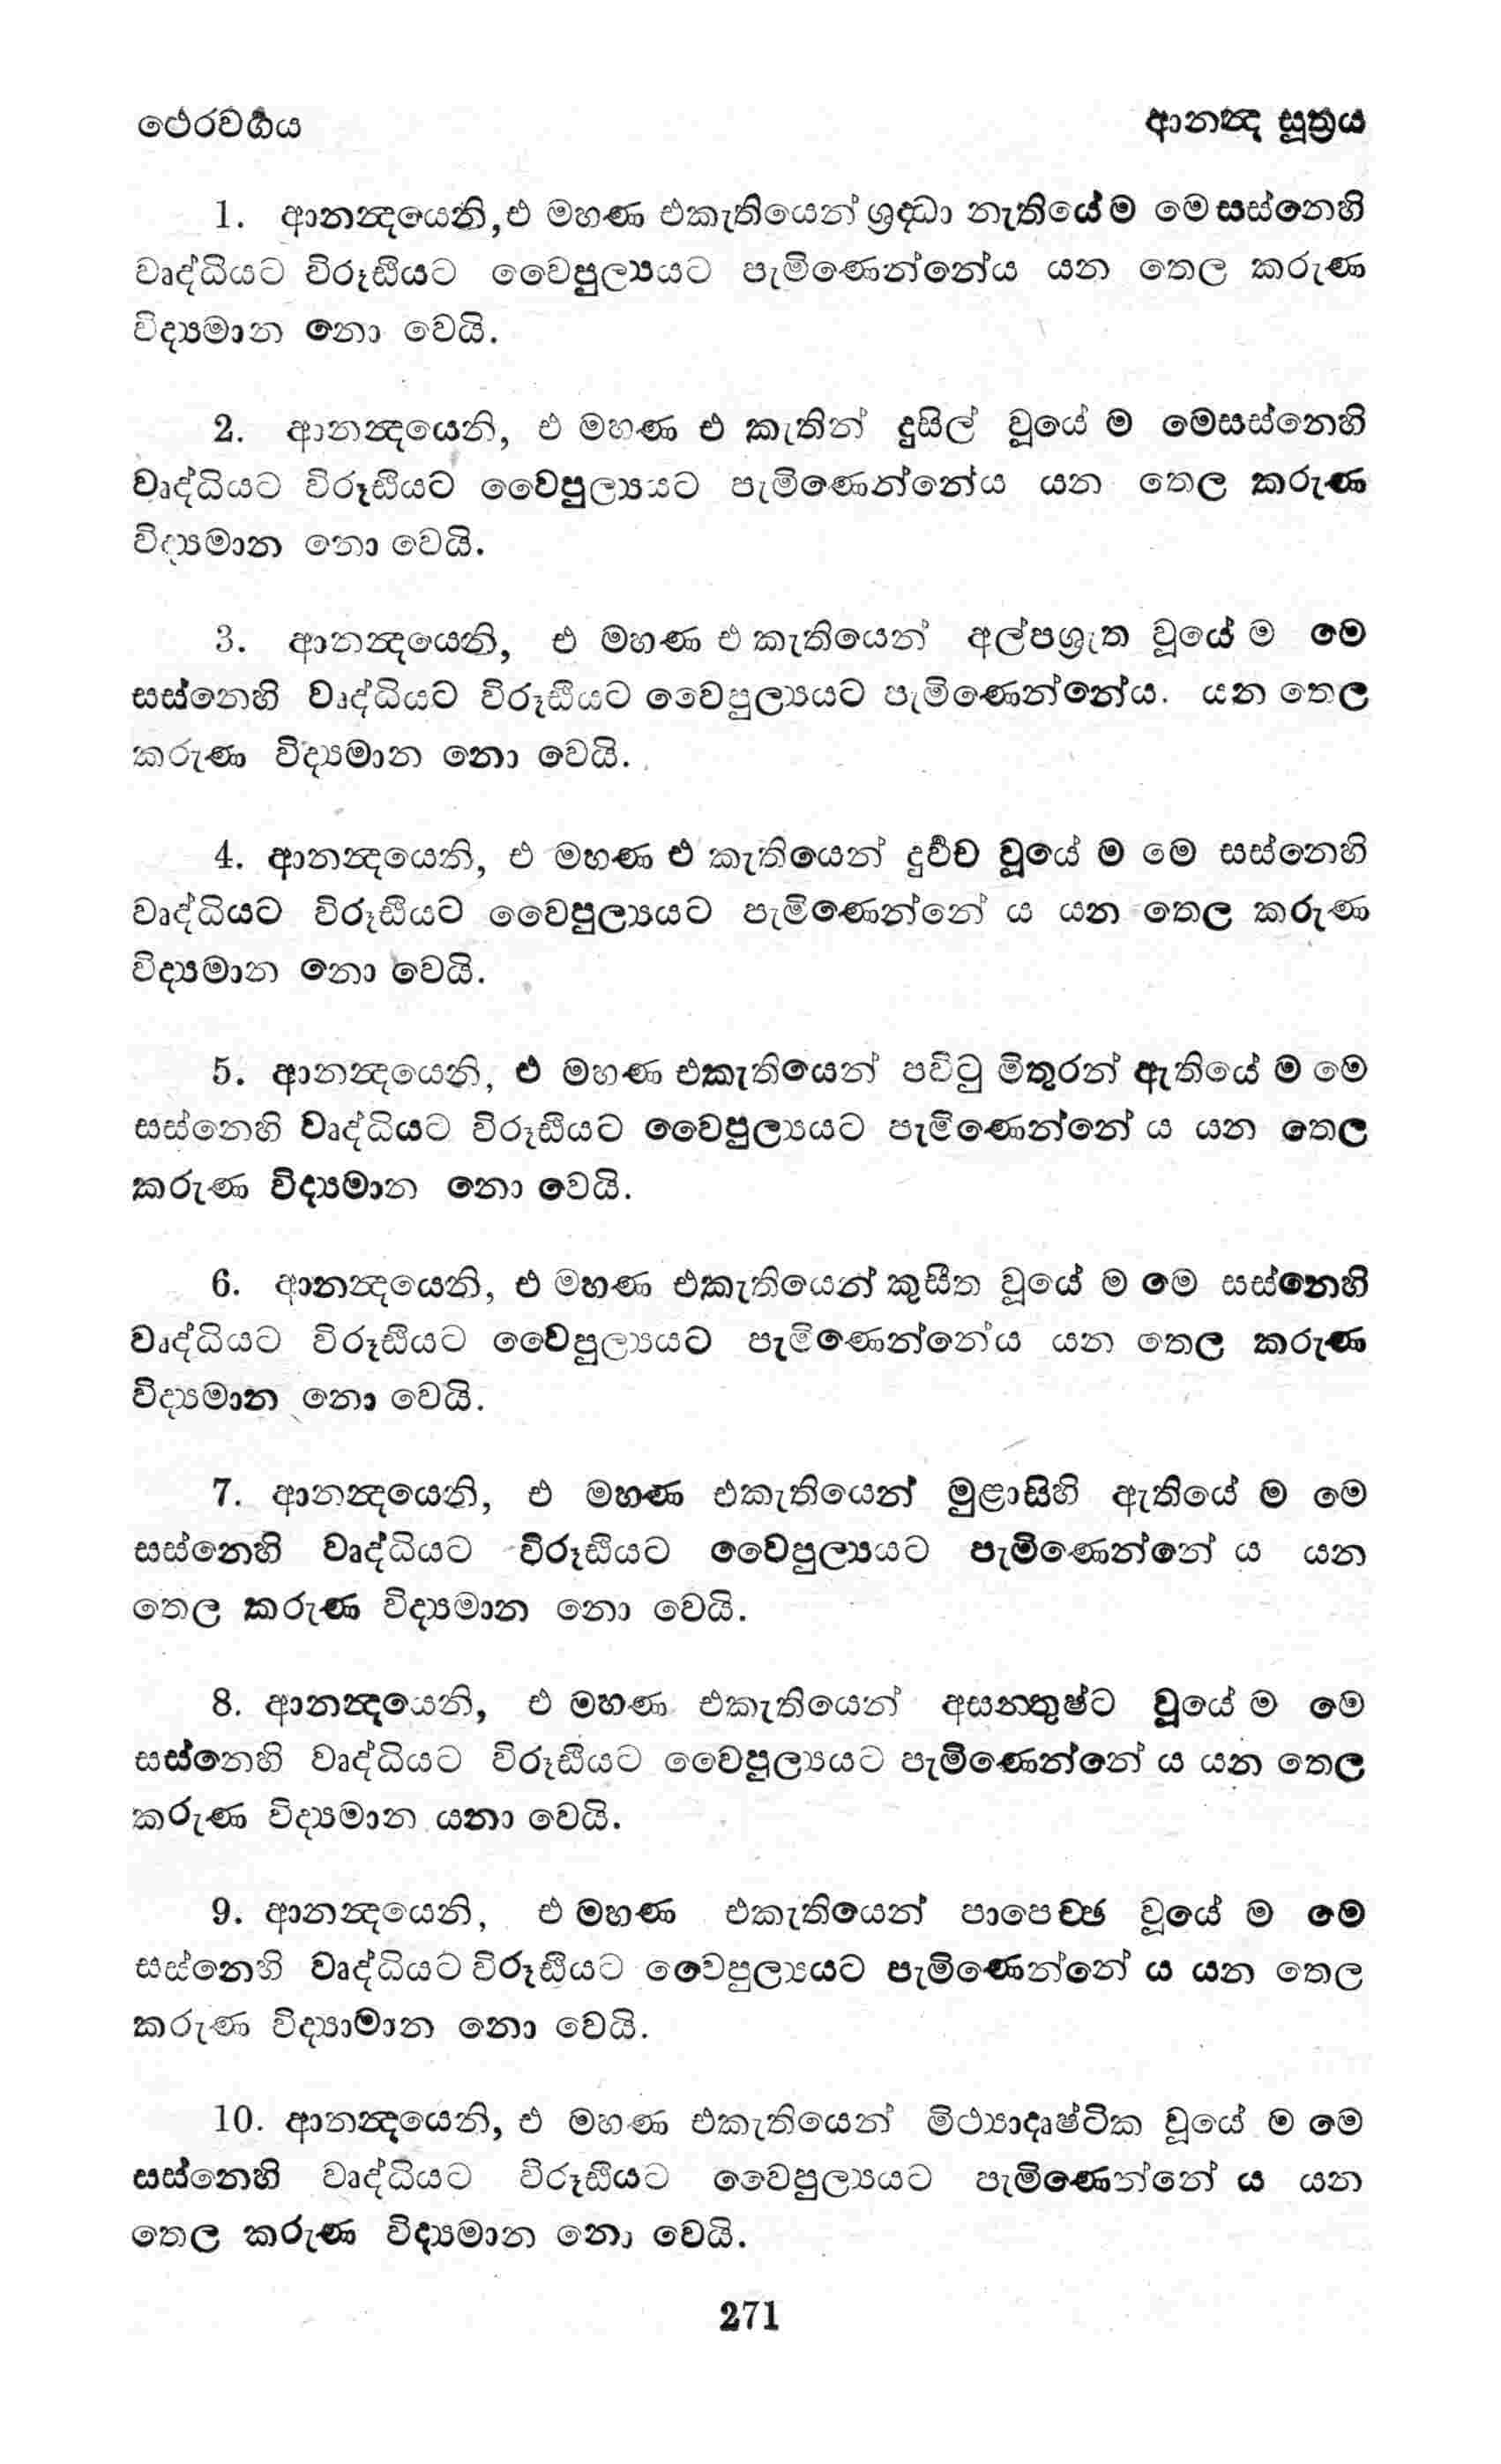 ථෙරවර්‍ගය
ආනන්‍ද සූත්‍රය
1. ආනන්‍දයෙනි,එ මහණ එකැතියෙන් ශ්‍රද්‍ධා නැතියේම මෙසස්නෙහි
වෘද්ධියට විරූඪියට වෛපුල්‍යයට පැමිණෙන්නේය යන තෙල කරුණ
විද්‍යමාන නො වෙයි.
2. ආනන්‍දයෙනි, එ මහණ එ කැතින් දුසිල් වූයේ ම මෙසස්නෙහි
වෘද්ධියට විරූඪියට වෛපුල්‍යයට පැමිණෙන්නේය යන තෙල කරුණ
විද්‍යමාන නො වෙයි.
3. ආනන්‍දයෙනි, එ මහණ එ කැතියෙන් අල්පශ්‍රැත වූයේ ම මෙ
සස්නෙහි වෘද්ධියට විරූඪියට වෛපුල්‍යයට පැමිණෙන්නේය. යන තෙල
කරුණ විද්‍යමාන නො වෙයි.
4. ආනන්‍දයෙනි, එ මහණ එ කැතියෙන් දුර්‍වච වූයේ ම මෙ සස්නෙහි
වෘද්ධියට විරූඪියට වෛපුල්‍යයට පැමිණෙන්නේ ය යන තෙල කරුණ
විද්‍යමාන නො වෙයි.
5. ආනන්‍දයෙනි, එ මහණ එකැතියෙන් පවිටු මිතුරන් ඇතියේ ම මෙ
සස්නෙහි වෘද්ධියට විරූඪියට වෛපුල්‍යයට පැමිණෙන්නේ ය යන තෙල
කරුණ විද්‍යමාන නො වෙයි.
6. ආනන්‍දයෙනි, එ මහණ එකැතියෙන් කුසීත වූයේ ම මෙ සස්නෙහි
වෘද්ධියට විරූඪියට වෛපුල්‍යයට පැමිණෙන්නේය යන තෙල කරුණ
විද්‍යමාන නො වෙයි.
7. ආනන්‍දයෙනි, එ මහණ එකැතියෙන් මුළාසිහි ඇතියේ ම මෙ
සස්නෙහි වෘද්ධියට විරූඪියට වෛපුල්‍යයට පැමිණෙන්නේ ය යන
තෙල කරුණ විද්‍යමාන නො වෙයි.
8. ආනන්‍දයෙනි, එ මහණ එකැතියෙන් අසන්‍තුෂ්ට වූයේ ම මෙ
සස්නෙහි වෘද්ධියට විරූඪියට වෛපුල්‍යයට පැමිණෙන්නේ ය යන තෙල
කරුණ විද්‍යමාන යනා වෙයි.
9. ආනන්‍දයෙනි, එ මහණ එකැතියෙන් පාපෙච්ඡ වූයේ ම මෙ
සස්නෙහි වෘද්ධියට විරූඪියට වෛපුල්‍යයට පැමිණෙන්නේ ය යන තෙල
කරුණ විද්‍යාමාන නො වෙයි.
10. ආනන්‍දයෙනි, එ මහණ එකැතියෙන් මිථ්‍යාදෘෂ්ටික වූයේ ම මෙ
සස්නෙහි වෘද්ධියට විරූඪියට වෛපුල්‍යයට පැමිණෙන්නේ ය යන
තෙල කරුණ විද්‍යමාන නො වෙයි.
271